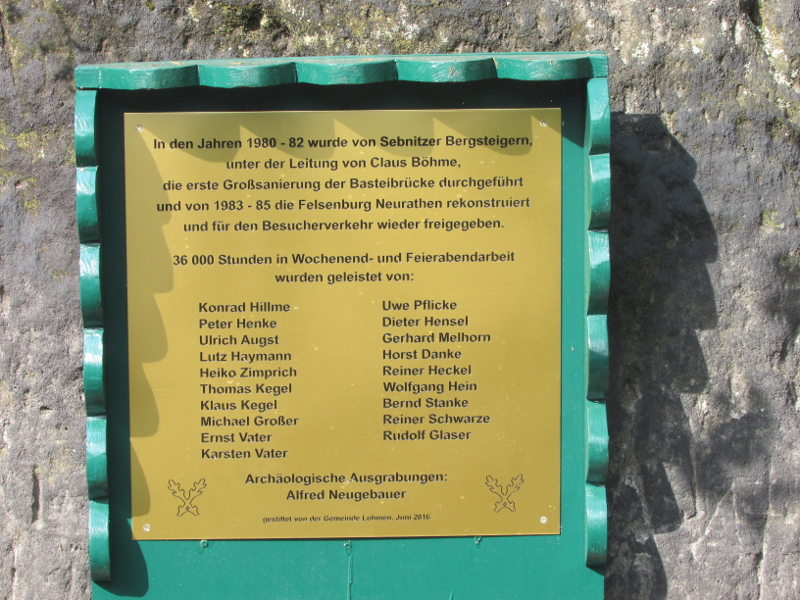 In den Jahren 1980 - 82 wurde von Sebnitzer Bergsteigern,
unter der Leitung von Claus Böhme,
die erste Großsanierung der Basteibrücke durchgeführt
und von 1983 - 85 die Felsenburg Neurathen rekonstruiert
und für den Besucherverkehr wieder freigegeben.
36 000 Stunden in Wochenend- und Feierabendarbeit
wurden geleistet von:
Konrad Hillme
Peter Henke
Ulrich Augst
Lutz Haymann
Heiko Zimprich
Thomas Kegel
Klaus Kegel
Michael Großer
Ernst Vater
Karsten Vater
Uwe Pflicke
Dieter Hensel
Gerhard Melhorn
Horst Danke
Reiner Heckel
Wolfgang Hein
Bernd Stanke
Reiner Schwarze
Rudolf Glaser
Archäologische Ausgrabungen:
Alfred Neugebauer
gestiftet von der Gemeinde Lohmen, Juni 2016